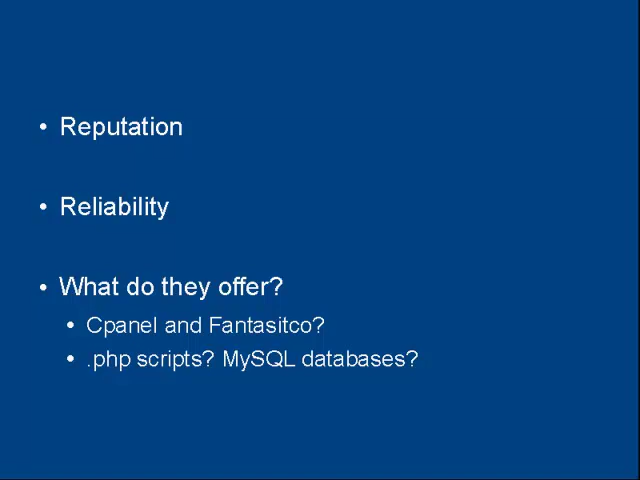 • Reputation
• Reliability
• What do they offer?
• Cpanel and Fantasitco?
• .php scripts? MySQL databases?